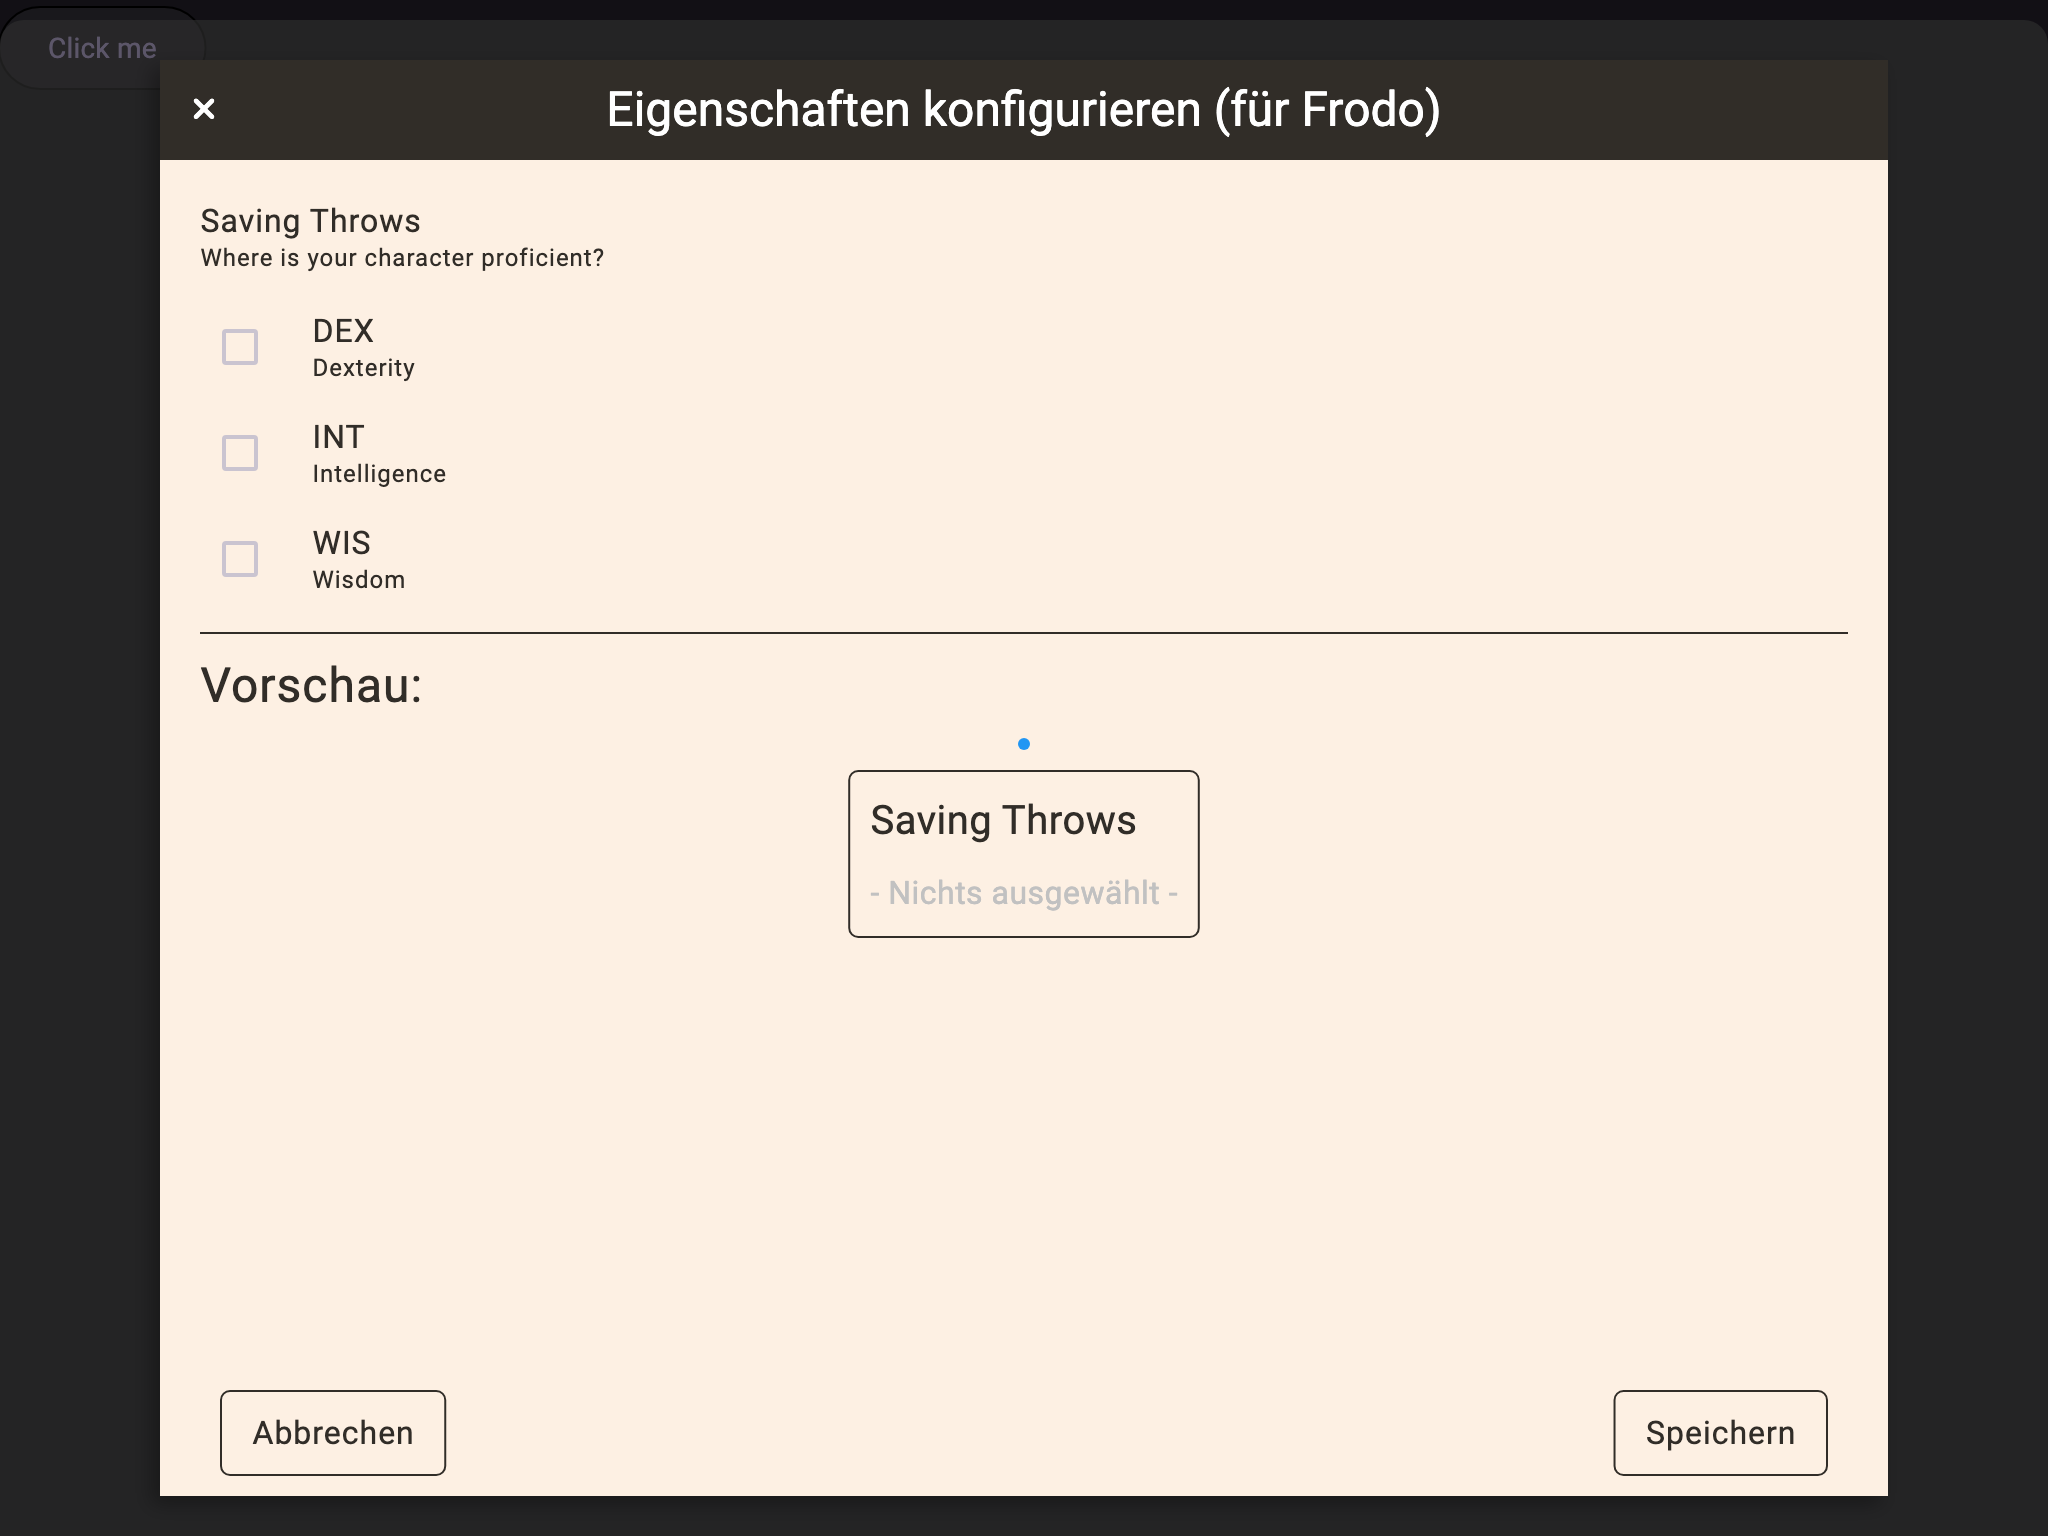 Click me
Eigenschaften konfigurieren (für Frodo)
Saving Throws
Where is your character proficient?
DEX
Dexterity
INT
Intelligence
WIS
Wisdom
Vorschau:
Saving Throws
- Nichts ausgewählt -
Abbrechen
Speichern